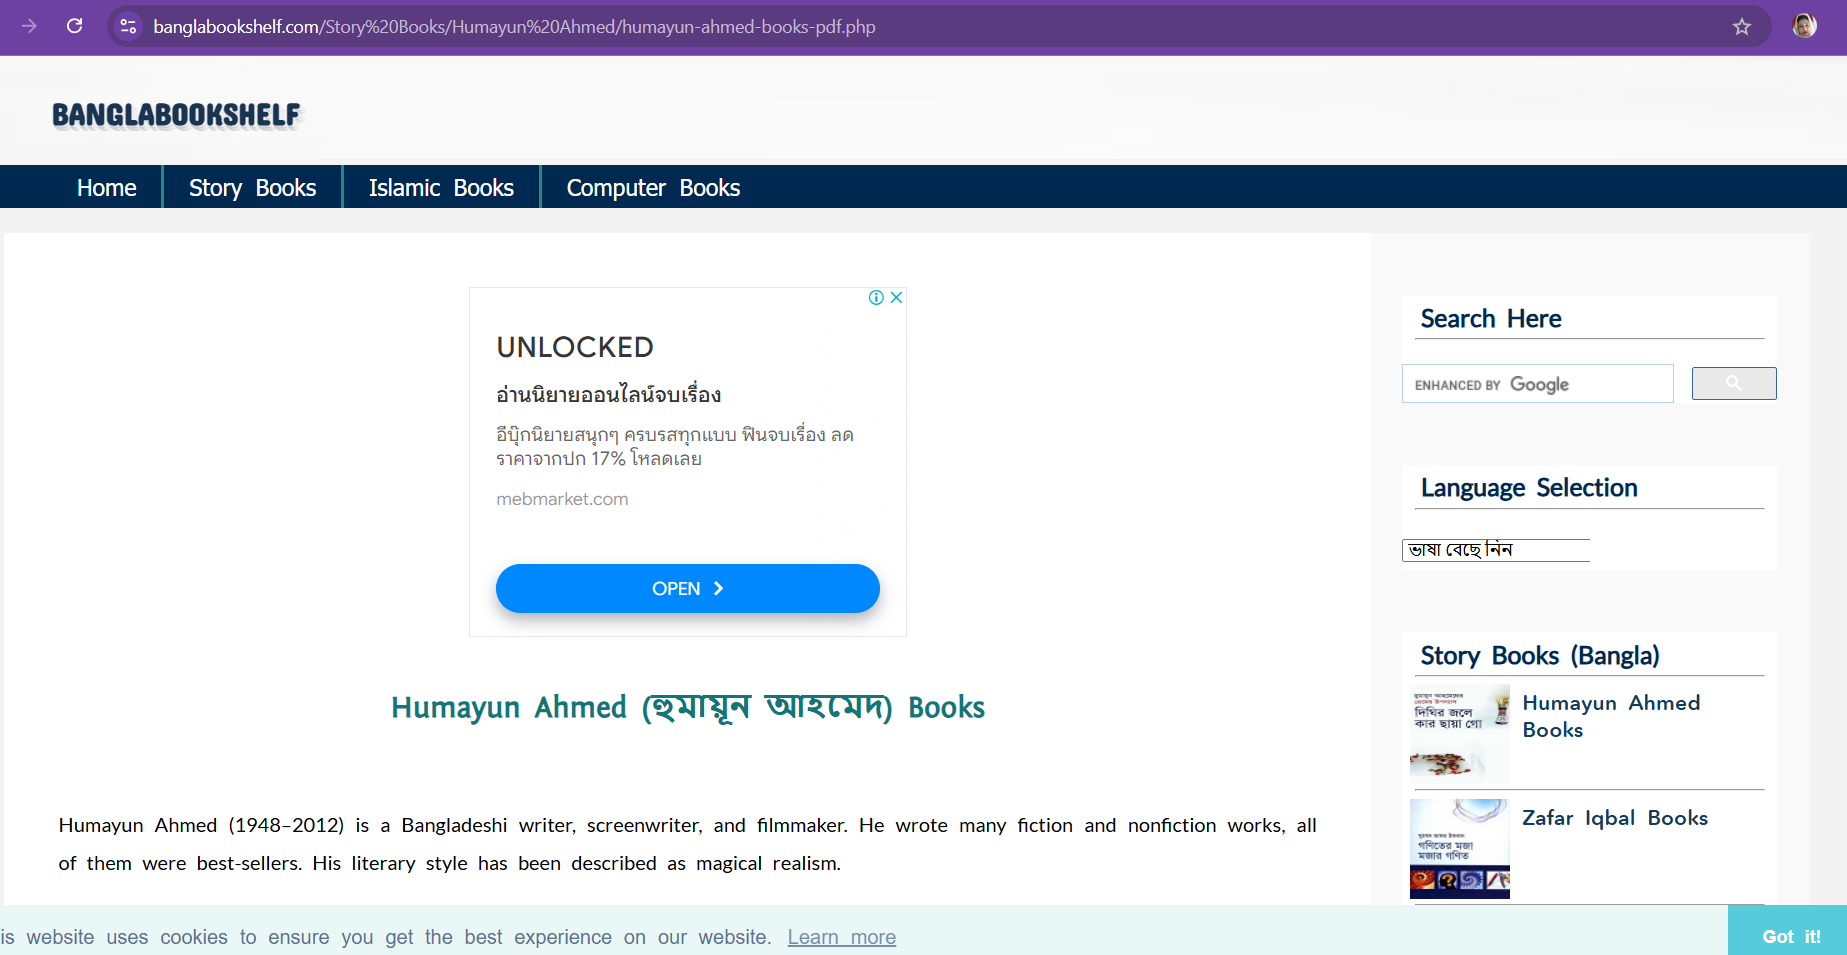 banglabookshelf.com/Story%20Books/Humayun%20Ahmed/humayun-ahmed-books-pdf.php
BANGLABOOKSHELF
Home
Story Books
Islamic Books
Computer Books
UNLOCKED
อ่านนิยายออนไลน์จบเรื่อง
อีบุ๊กนิยายสนุกๆ ครบรสทุกแบบ ฟินจบเรื่อง ลด
ราคาจากปก 17% โหลดเลย
mebmarket.com
OPEN
Humayun Ahmed (হুমায়ূন আহমেদ) Books
Humayun Ahmed (1948–2012) is a Bangladeshi writer, screenwriter, and filmmaker. He wrote many fiction and nonfiction works, all
of them were best-sellers. His literary style has been described as magical realism.
Search Here
ENHANCED BY Google
Language Selection
ভাষা বেছে নিন
Story Books (Bangla)
হুমায়ূন আহমেদের
প্রেমের উপন্যাস
দিঘির জলে
কার ছায়া গো
Humayun Ahmed
Books
মুহম্মদ জাফর ইকবাল
গণিতের মজা
মজার গণিত
Zafar Iqbal Books
is website uses cookies to ensure you get the best experience on our website. Learn more
Got it!